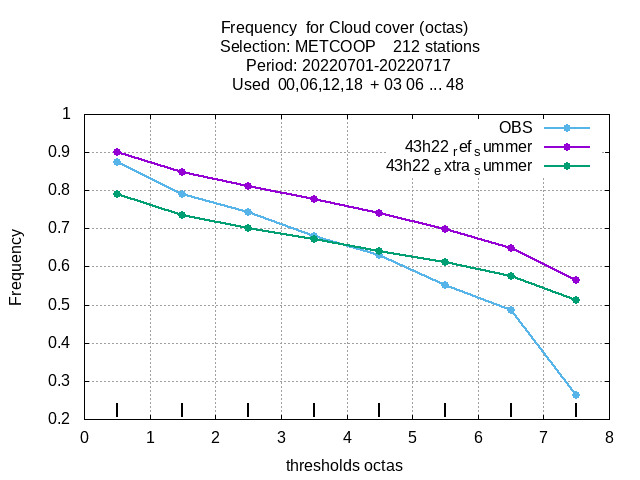 Frequency  for Cloud cover (octas)
Selection: METCOOP    212 stations
Period: 20220701-20220717
Used  00,06,12,18  + 03 06 ... 48
OBS
43h22 ref summer
43h22 extra summer
1
0.9
0.8
0.7
0.6
0.5
0.4
0.3
0.2
Frequency
0 1 2 3 4 5 6 7 8
thresholds octas